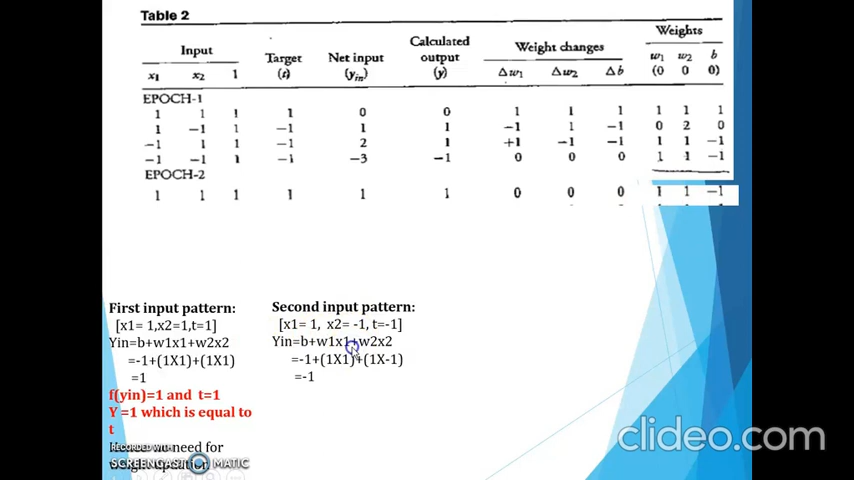 Table 2
Input Target Net input Calculated output Weight changes Weights
x1 x2 1 (t) (yin) (y) Δw1 Δw2 Δb w1 w2 b
(0 0 0)
EPOCH-1
1 1 1 1 0 0 1 1 1 1 1 1
1 −1 1 −1 1 1 −1 1 −1 0 2 0
−1 1 1 −1 2 1 +1 −1 −1 1 1 −1
−1 −1 1 −1 −3 −1 0 0 0 1 1 −1
EPOCH-2
1 1 1 1 1 1 0 0 0 1 1 −1
First input pattern:
[x1= 1,x2=1,t=1]
Yin=b+w1x1+w2x2
=-1+(1X1)+(1X1)
=1
f(yin)=1 and t=1
Y =1 which is equal to
t
need for
Second input pattern:
[x1= 1, x2= -1, t=-1]
Yin=b+w1x1+w2x2
=-1+(1X1)+(1X-1)
=-1
RECORDED WITH
SCREENCAST MATIC
clideo.com